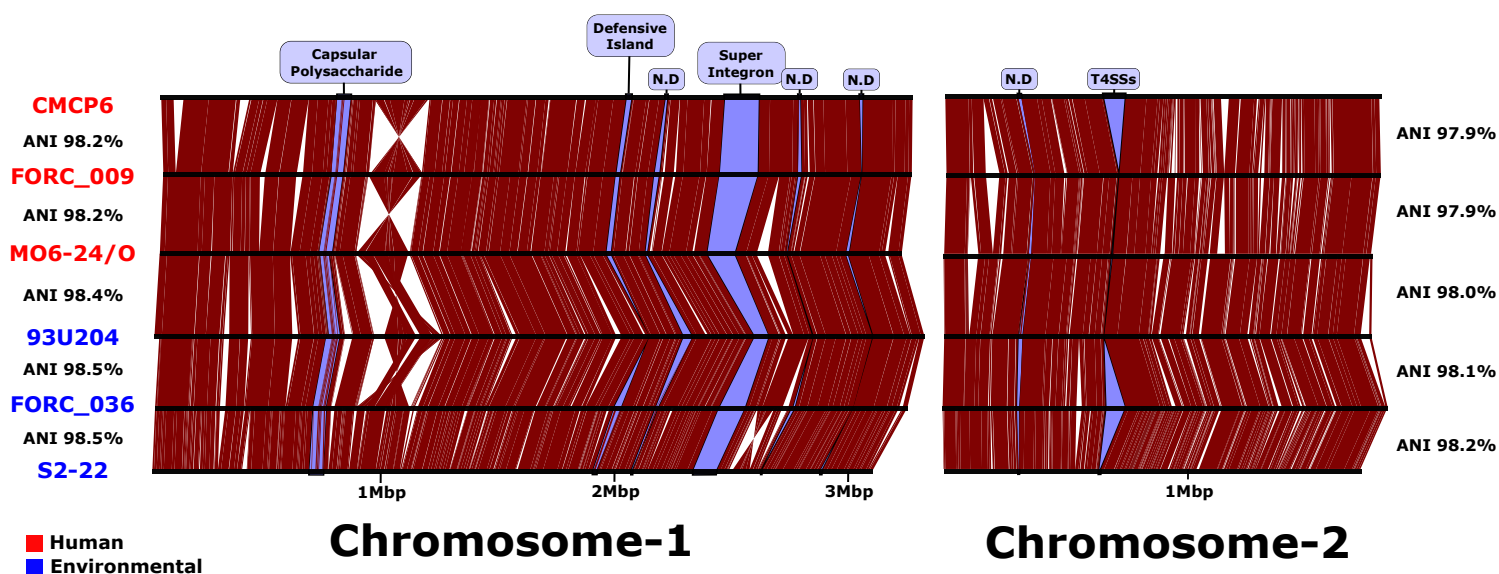 Defensive
Island
Capsular
Polysaccharide
Super
Integron
N.D
N.D
N.D
N.D
T4SSs
CMCP6
ANI 98.2%
ANI 97.9%
FORC_009
ANI 98.2%
ANI 97.9%
MO6-24/O
ANI 98.4%
ANI 98.0%
93U204
ANI 98.5%
ANI 98.1%
FORC_036
ANI 98.5%
ANI 98.2%
S2-22
1Mbp
2Mbp
3Mbp
1Mbp
Chromosome-1
Chromosome-2
Human
Environmental